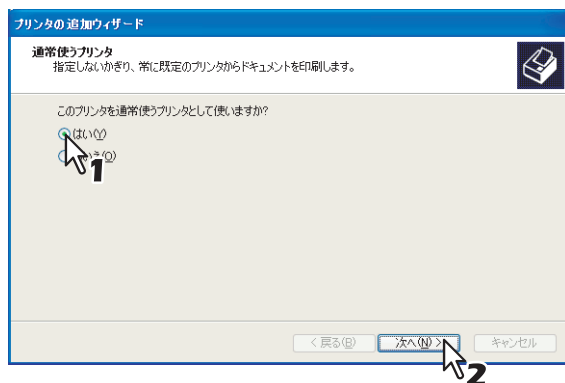 プリンタの追加ウィザード
通常使うプリンタ
指定しないかぎり、常に既定のプリンタからドキュメントを印刷します。
このプリンタを通常使うプリンタとして使いますか?
はい(Y)
1
< 戻る(B)
次へ(N) >
キャンセル
2